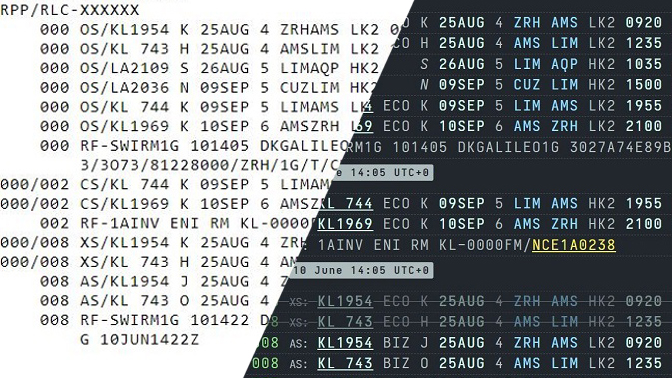 RPP/RLC-XXXXXX
000 OS/KL1954 K 25AUG 4 ZRHAMS LK2
000 OS/KL 743 H 25AUG 4 AMSLIM LK2
000 OS/LA2109 S 26AUG 5 LIMAQP HK2
000 OS/LA2036 N 09SEP 5 CUZLIM HK2
000 OS/KL 744 K 09SEP 5 LIMAMS
000 OS/KL1969 K 10SEP 6 AMSZRH
000 RF-SWIRM1G 101405 DKGALILEO
3/3073/81228000/ZRH/1G/T/C
000/002 CS/KL 744 K 09SEP 5 LIMAM
000/002 CS/KL1969 K 10SEP 6 AMSZ
002 RF-1AINV ENI RM KL-0000
000/008 XS/KL1954 K 25AUG 4 ZR
000/008 XS/KL 743 H 25AUG 4 AM
008 AS/KL1954 J 25AUG 4 Z
008 AS/KL 743 O 25AUG 4
008 RF-SWIRM1G 101422 D
G 10JUN1422Z
CO K 25AUG 4 ZRH AMS LK2 0920
O H 25AUG 4 AMS LIM LK2 1235
S 26AUG 5 LIM AQP HK2 1035
N 09SEP 5 CUZ LIM HK2 1500
4 ECO K 09SEP 5 LIM AMS HK2 1955
69 ECO K 10SEP 6 AMS ZRH HK2 2100
RM1G 101405 DKGALILEO1G 3027A74E89B
e 14:05 UTC+0
KL 744 ECO K 09SEP 5 LIM AMS HK2 1955
KL1969 ECO K 10SEP 6 AMS ZRH HK2 2100
1AINV ENI RM KL-0000FM/NCE1A0238
10 June 14:05 UTC+0
XS: KL1954 ECO K 25AUG 4 ZRH AMS HK2 0920
8 XS: KL 743 ECO H 25AUG 4 AMS LIM HK2 1235
008 AS: KL1954 BIZ J 25AUG 4 ZRH AMS HK2 0920
008 AS: KL 743 BIZ O 25AUG 4 AMS LIM HK2 1235